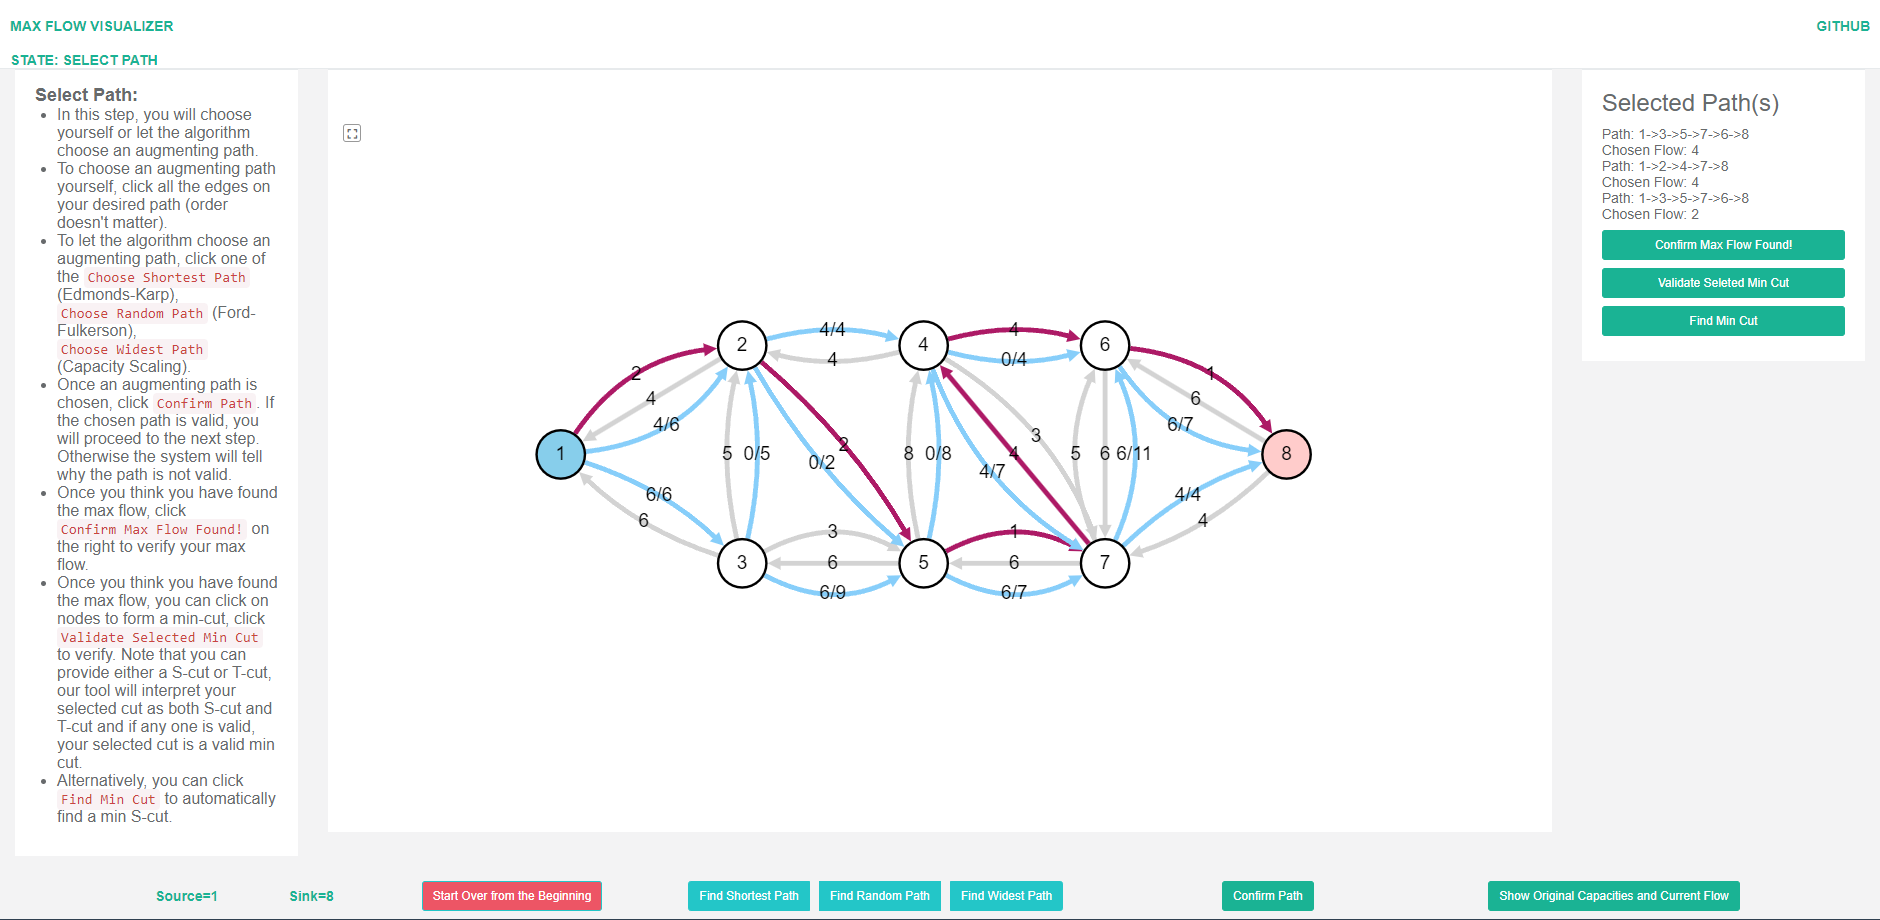 MAX FLOW VISUALIZER
GITHUB
STATE: SELECT PATH
Select Path:
In this step, you will choose
yourself or let the algorithm
choose an augmenting path.
To choose an augmenting path
yourself, click all the edges on
your desired path (order
doesn't matter).
To let the algorithm choose an
augmenting path, click one of
the Choose Shortest Path
(Edmonds-Karp),
Choose Random Path (Ford-
Fulkerson),
Choose Widest Path
(Capacity Scaling).
Once an augmenting path is
chosen, click Confirm Path. If
the chosen path is valid, you
will proceed to the next step.
Otherwise the system will tell
why the path is not valid.
Once you think you have found
the max flow, click
Confirm Max Flow Found! on
the right to verify your max
flow.
Once you think you have found
the max flow, you can click on
nodes to form a min-cut, click
Validate Selected Min Cut
to verify. Note that you can
provide either a S-cut or T-cut,
our tool will interpret your
selected cut as both S-cut and
T-cut and if any one is valid,
your selected cut is a valid min
cut.
Alternatively, you can click
Find Min Cut to automatically
find a min S-cut.
4/4
4
2 4 6
4 0/4
2 1
4 6
4/6 6/7
3
2
1 5 0/5 0/2 8 0/8 4/7 4 5 6 6/11 8
6/6 4/4
6 4
3 1
3 6 5 6 7
6/9 6/7
Selected Path(s)
Path: 1->3->5->7->6->8
Chosen Flow: 4
Path: 1->2->4->7->8
Chosen Flow: 4
Path: 1->3->5->7->6->8
Chosen Flow: 2
Confirm Max Flow Found!
Validate Seleted Min Cut
Find Min Cut
Source=1
Sink=8
Start Over from the Beginning
Find Shortest Path
Find Random Path
Find Widest Path
Confirm Path
Show Original Capacities and Current Flow